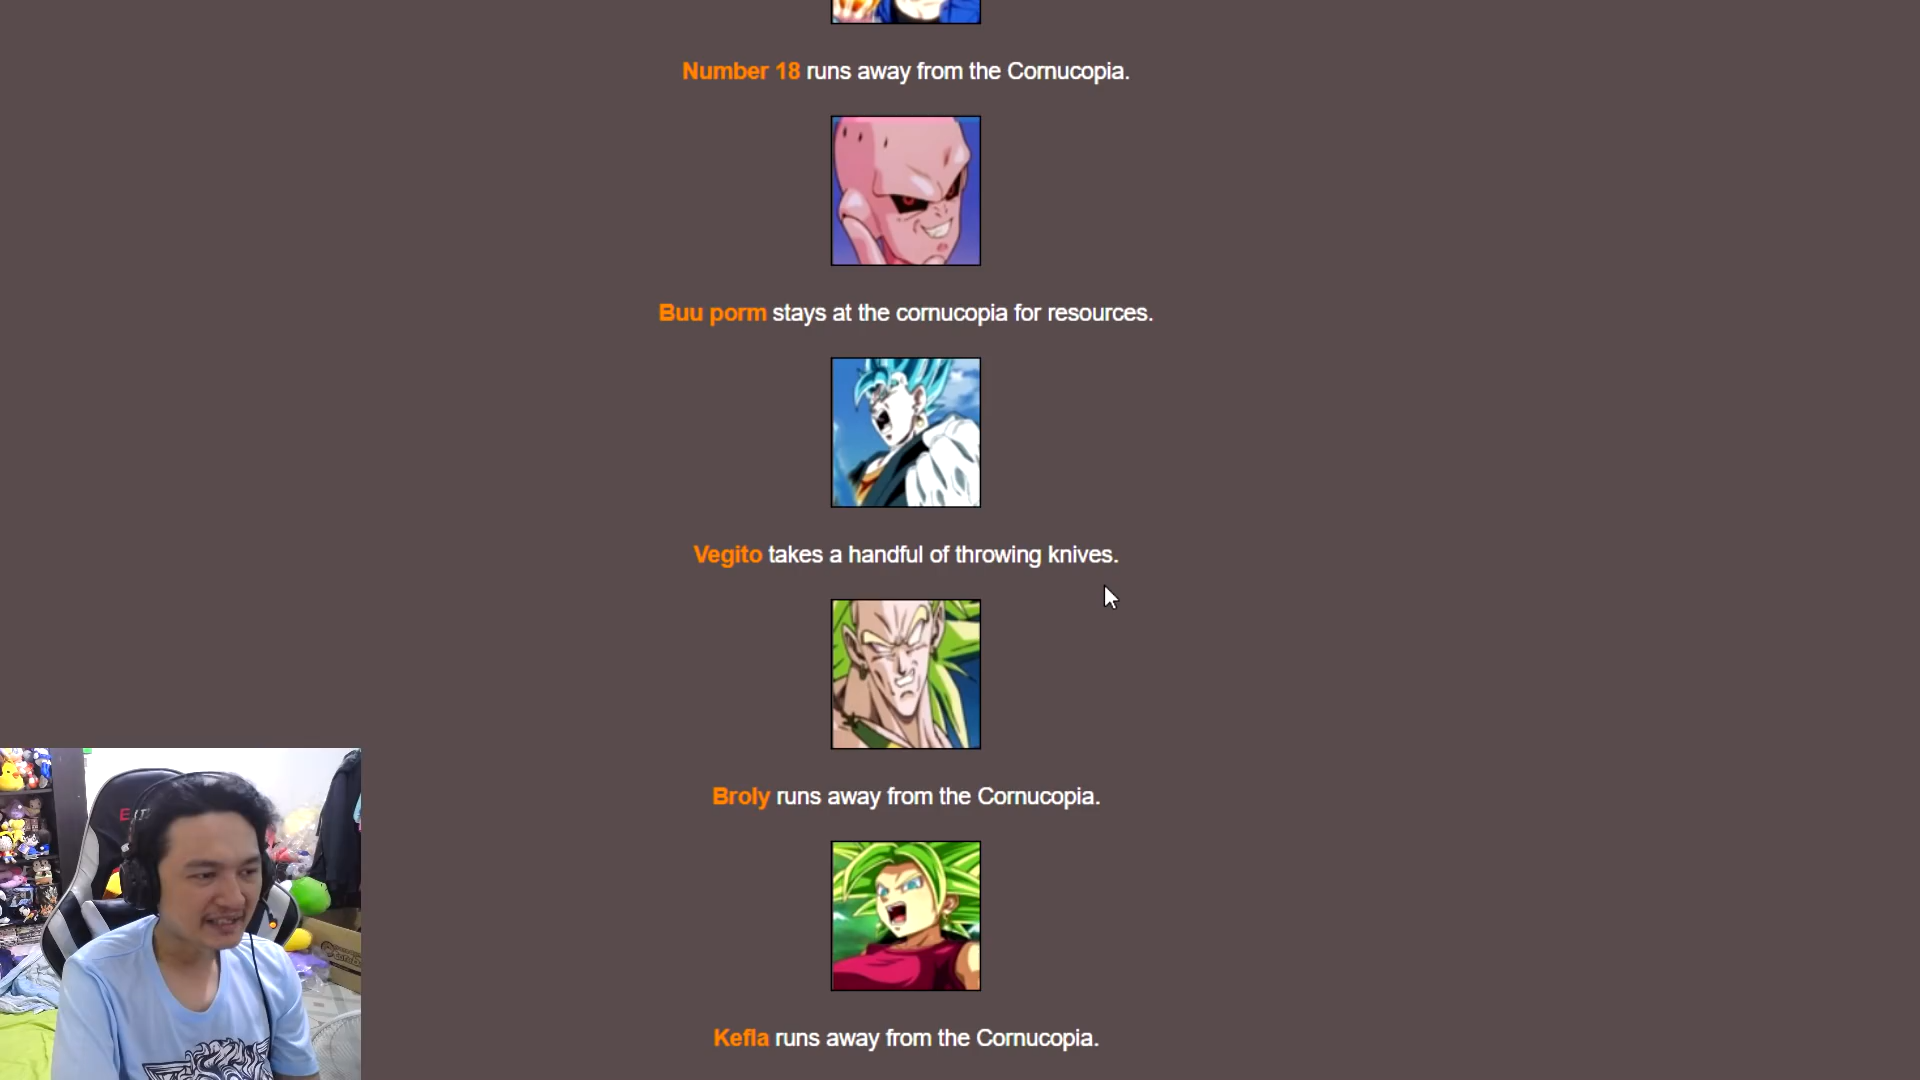 Number 18 runs away from the Cornucopia.
Buu porm stays at the cornucopia for resources.
Vegito takes a handful of throwing knives.
Broly runs away from the Cornucopia.
Kefla runs away from the Cornucopia.